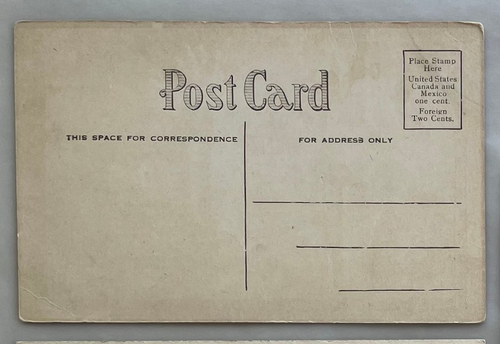 Post Card
Place Stamp
Here
United States
Canada and
Mexico
one cent.
Foreign
Two Cents.
THIS SPACE FOR CORRESPONDENCE
FOR ADDRESS ONLY